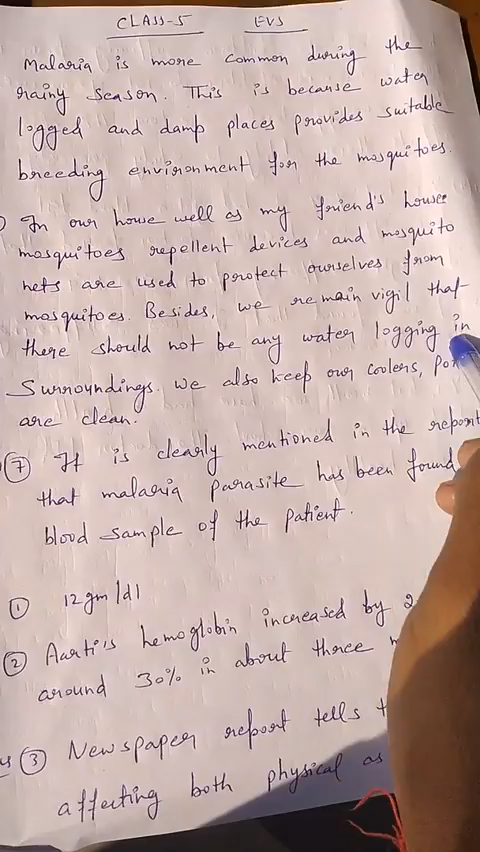 CLASS-5 EVS
Malaria is more common during the
rainy season. This is because water
logged and damp places provides suitable
breeding environment for the mosquitoes.
In our house well as my friend's house
mosquitoes repellent devices and mosquito
nets are used to protect ourselves from
mosquitoes. Besides, we remain vigil that
there should not be any water logging in
Surroundings. we also keep our coolers,
are clean.
⑦ It is clearly mentioned in the report
that malaria parasite has been found
blood sample of the patient.
① 12gm/dl
② Aarti's hemoglobin increased by 2
around 30% in about three
③ Newspaper report tells
affecting both physical as